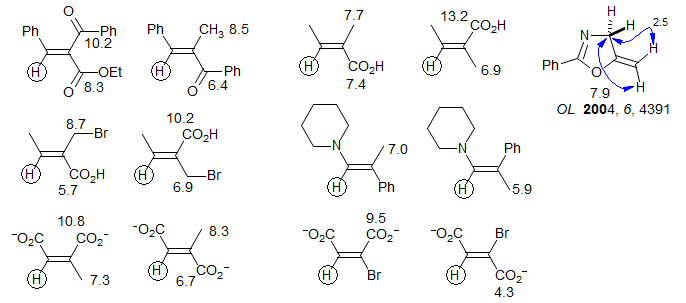 Ph O Ph 10.2 H OEt O 8.3
Ph CH₃ 8.5 H Ph O 6.4
7.7 H CO₂H 7.4
13.2 CO₂H H 6.9
H H 2.5 N H Ph O H 7.9
OL 2004, 6, 4391
8.7 Br H CO₂H 5.7
10.2 CO₂H H Br 6.9
N 7.0 H Ph
N Ph H 5.9
10.8 ⁻O₂C CO₂⁻ H 7.3
⁻O₂C 8.3 H 6.7 CO₂⁻
9.5 ⁻O₂C CO₂⁻ H Br
⁻O₂C Br H CO₂⁻ 4.3